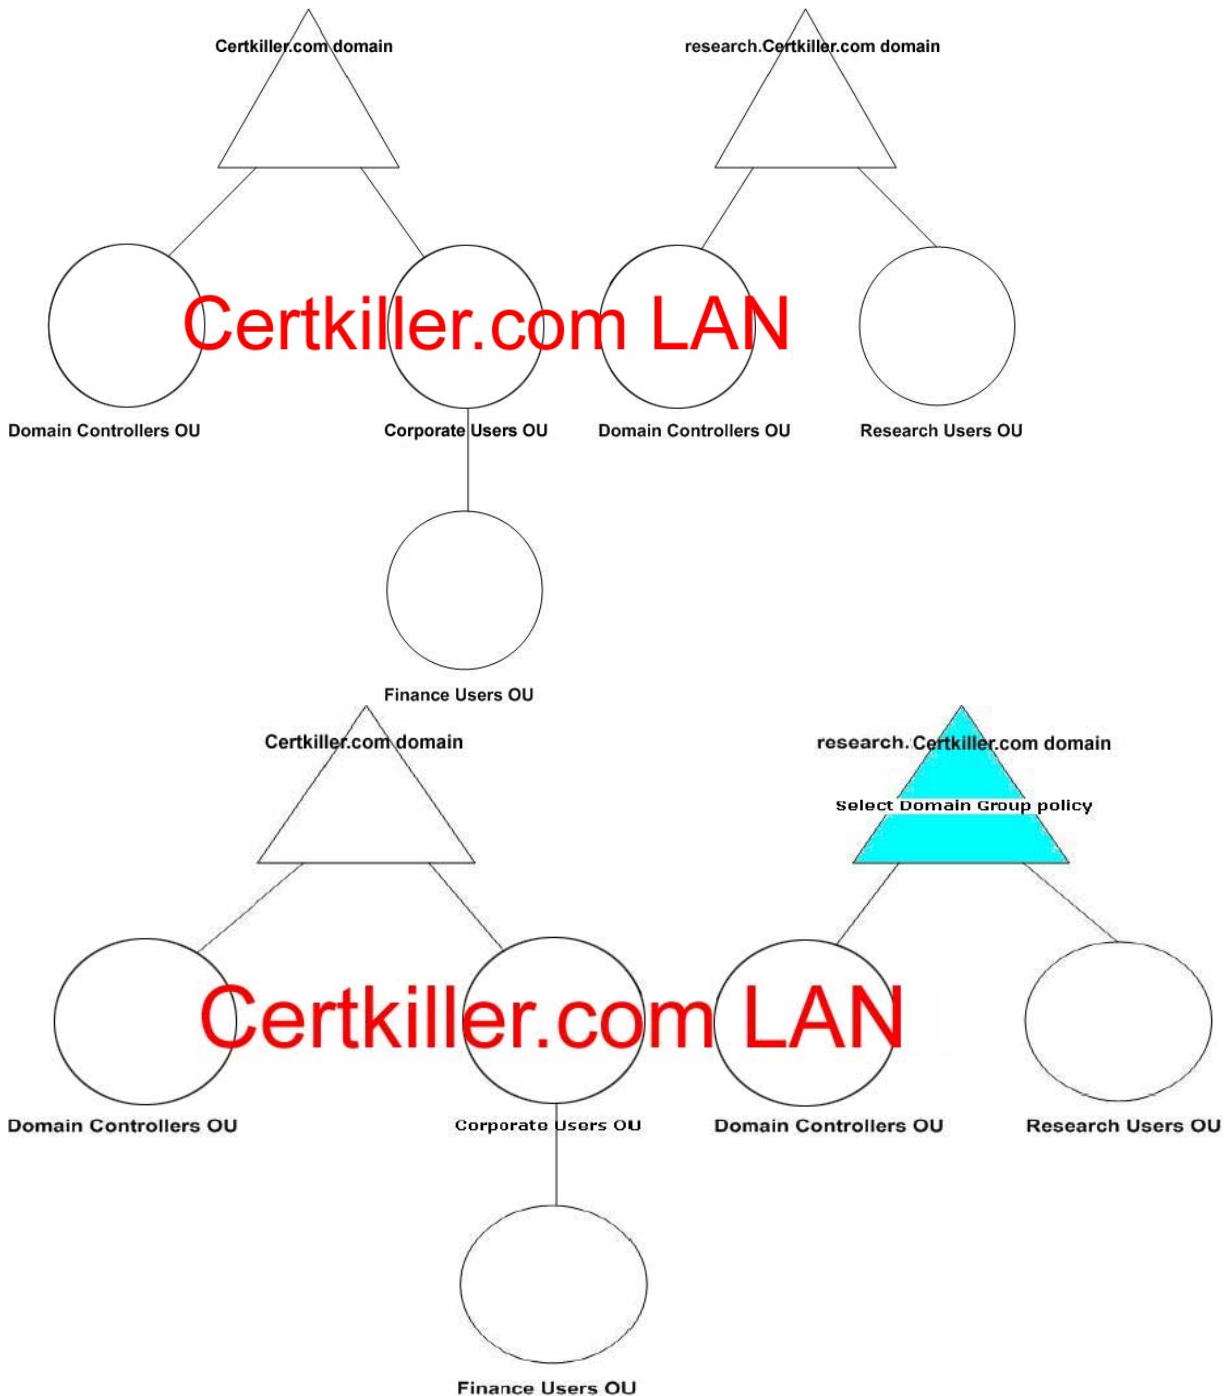 Certkiller.com domain
research.Certkiller.com domain
Certkiller.com LAN
Domain Controllers OU
Corporate Users OU
Domain Controllers OU
Research Users OU
Finance Users OU
Certkiller.com domain
research.Certkiller.com domain
Select Domain Group policy
Certkiller.com LAN
Domain Controllers OU
Corporate Users OU
Domain Controllers OU
Research Users OU
Finance Users OU